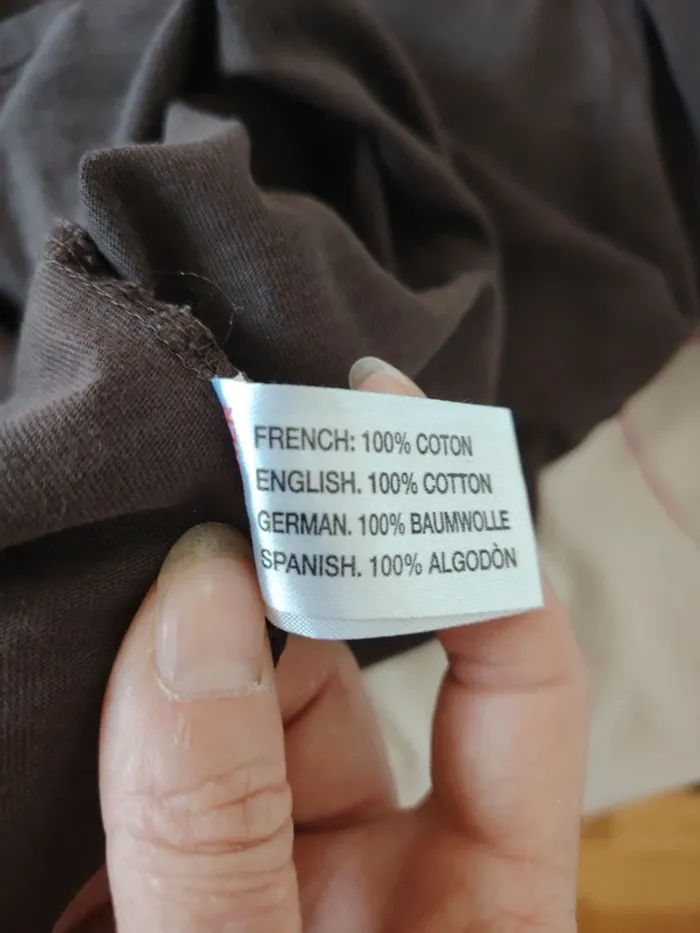 FRENCH: 100% COTON
ENGLISH. 100% COTTON
GERMAN. 100% BAUMWOLLE
SPANISH. 100% ALGODÒN